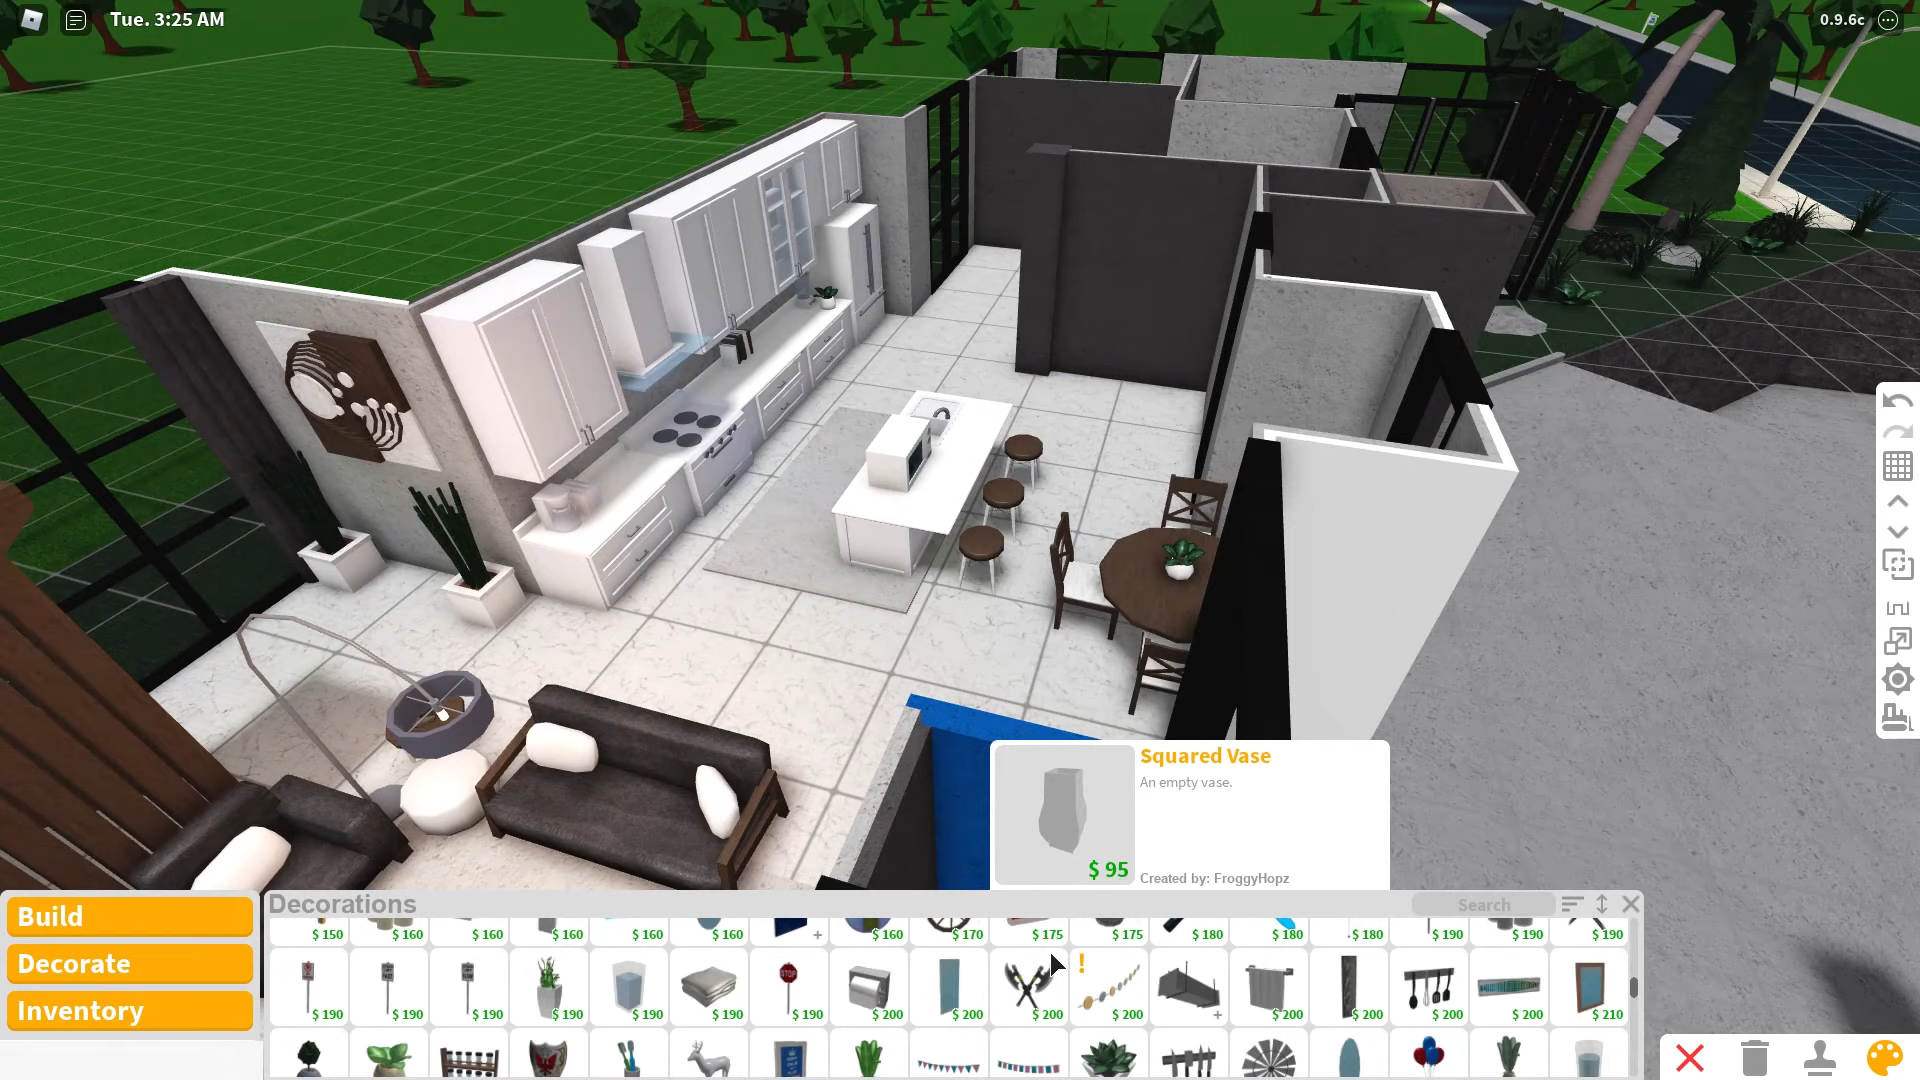 Tue. 3:25 AM
0.9.6c
Squared Vase
An empty vase.
$ 95
Created by: FroggyHopz
Build
Decorate
Inventory
Decorations
Search
$ 150 $ 160 $ 160 $ 160 $ 160 $ 160 + $ 160 $ 170 $ 175 $ 175 $ 180 $ 180 $ 180 $ 190 $ 190 $ 190
STOP !
$ 190 $ 190 $ 190 $ 190 $ 190 $ 190 $ 190 $ 200 $ 200 $ 200 $ 200 + $ 200 $ 200 $ 200 $ 200 $ 210